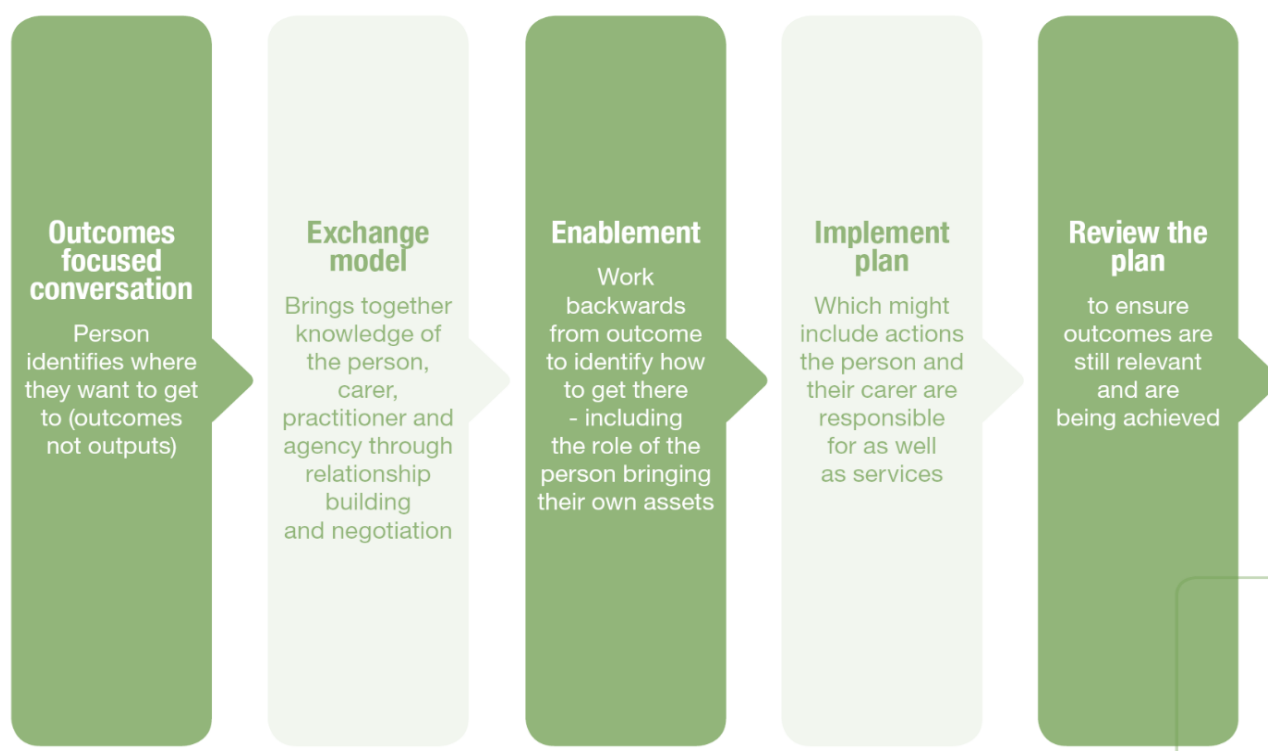 Outcomes
focused
conversation
Person
identifies where
they want to get
to (outcomes
not outputs)
Exchange
model
Brings together
knowledge of
the person,
carer,
practitioner and
agency through
relationship
building
and negotiation
Enablement
Work
backwards
from outcome
to identify how
to get there
- including
the role of the
person bringing
their own assets
Implement
plan
Which might
include actions
the person and
their carer are
responsible
for as well
as services
Review the
plan
to ensure
outcomes are
still relevant
and are
being achieved